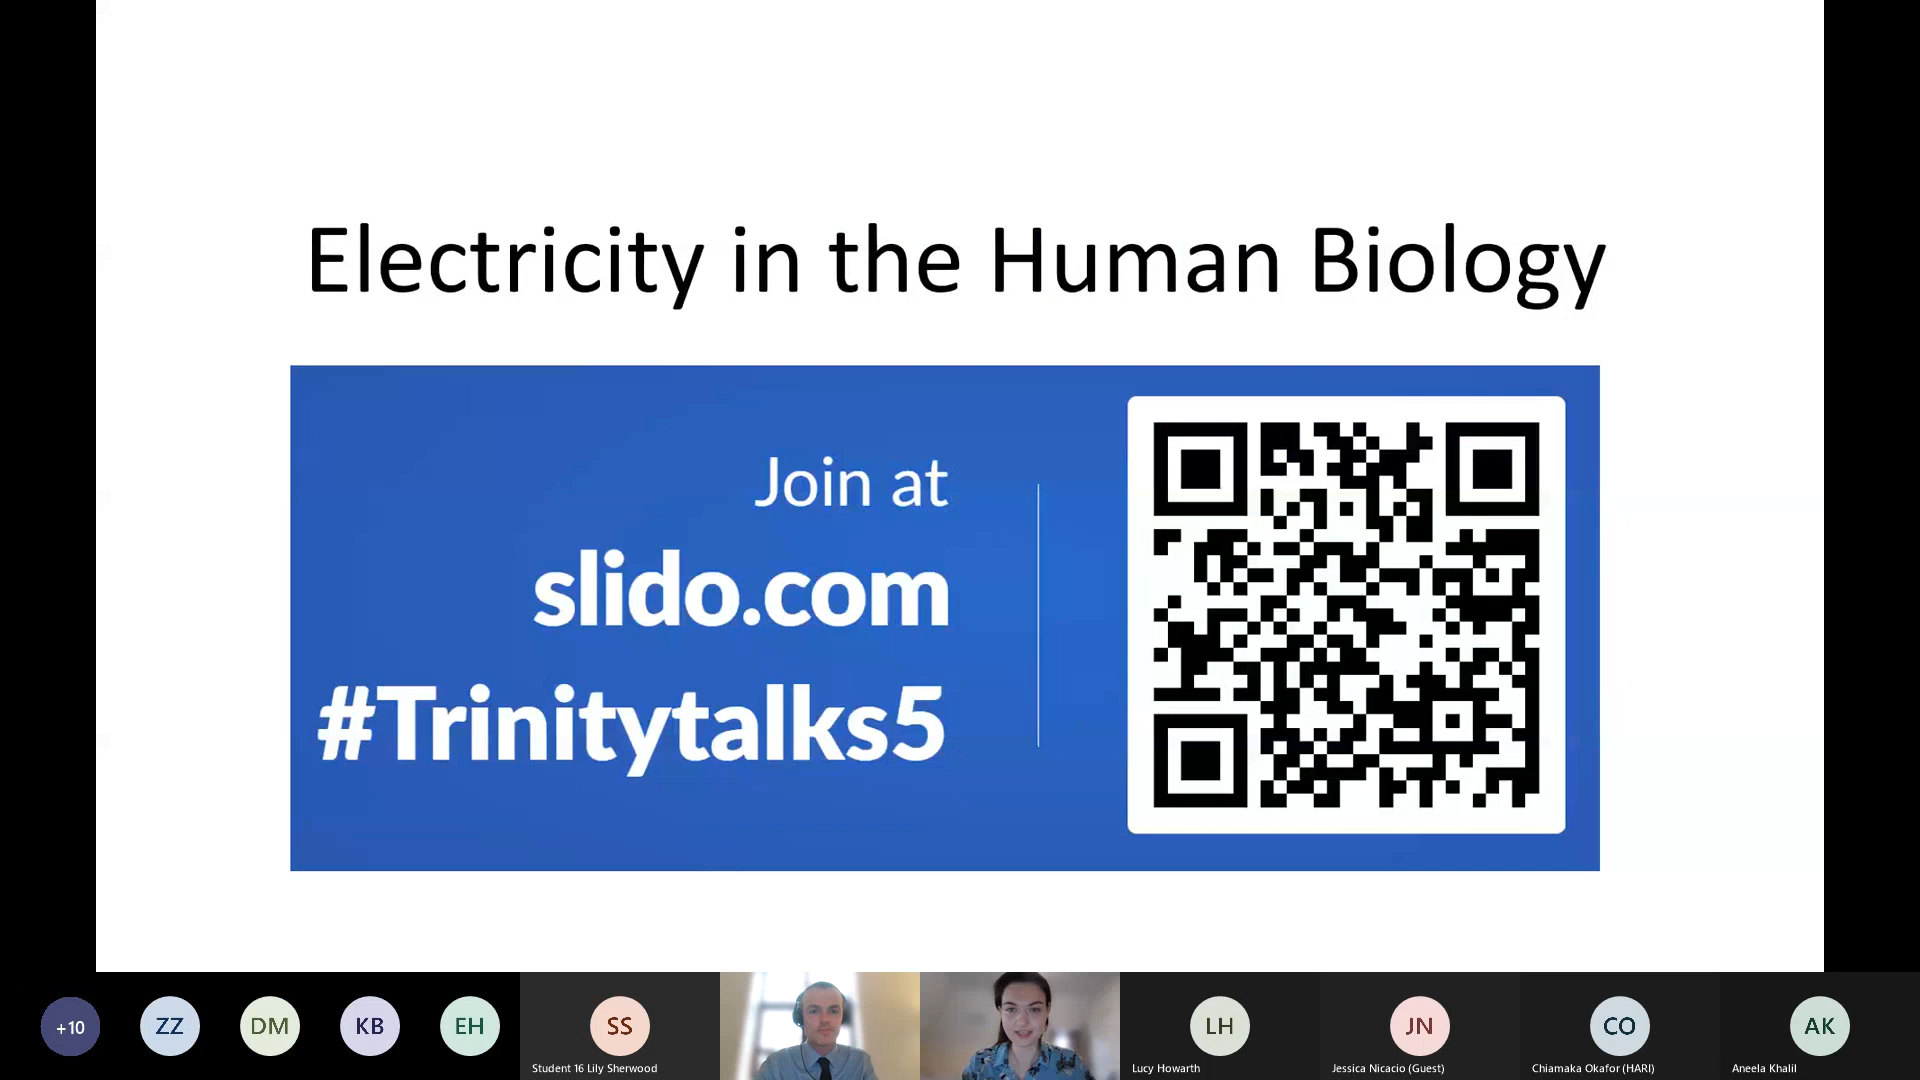 Electricity in the Human Biology
Join at
slido.com
#Trinitytalks5
+10
ZZ
DM
KB
EH
SS
Student 16 Lily Sherwood
LH
Lucy Howarth
JN
Jessica Nicacio (Guest)
CO
Chiamaka Okafor (HARI)
AK
Aneela Khalil